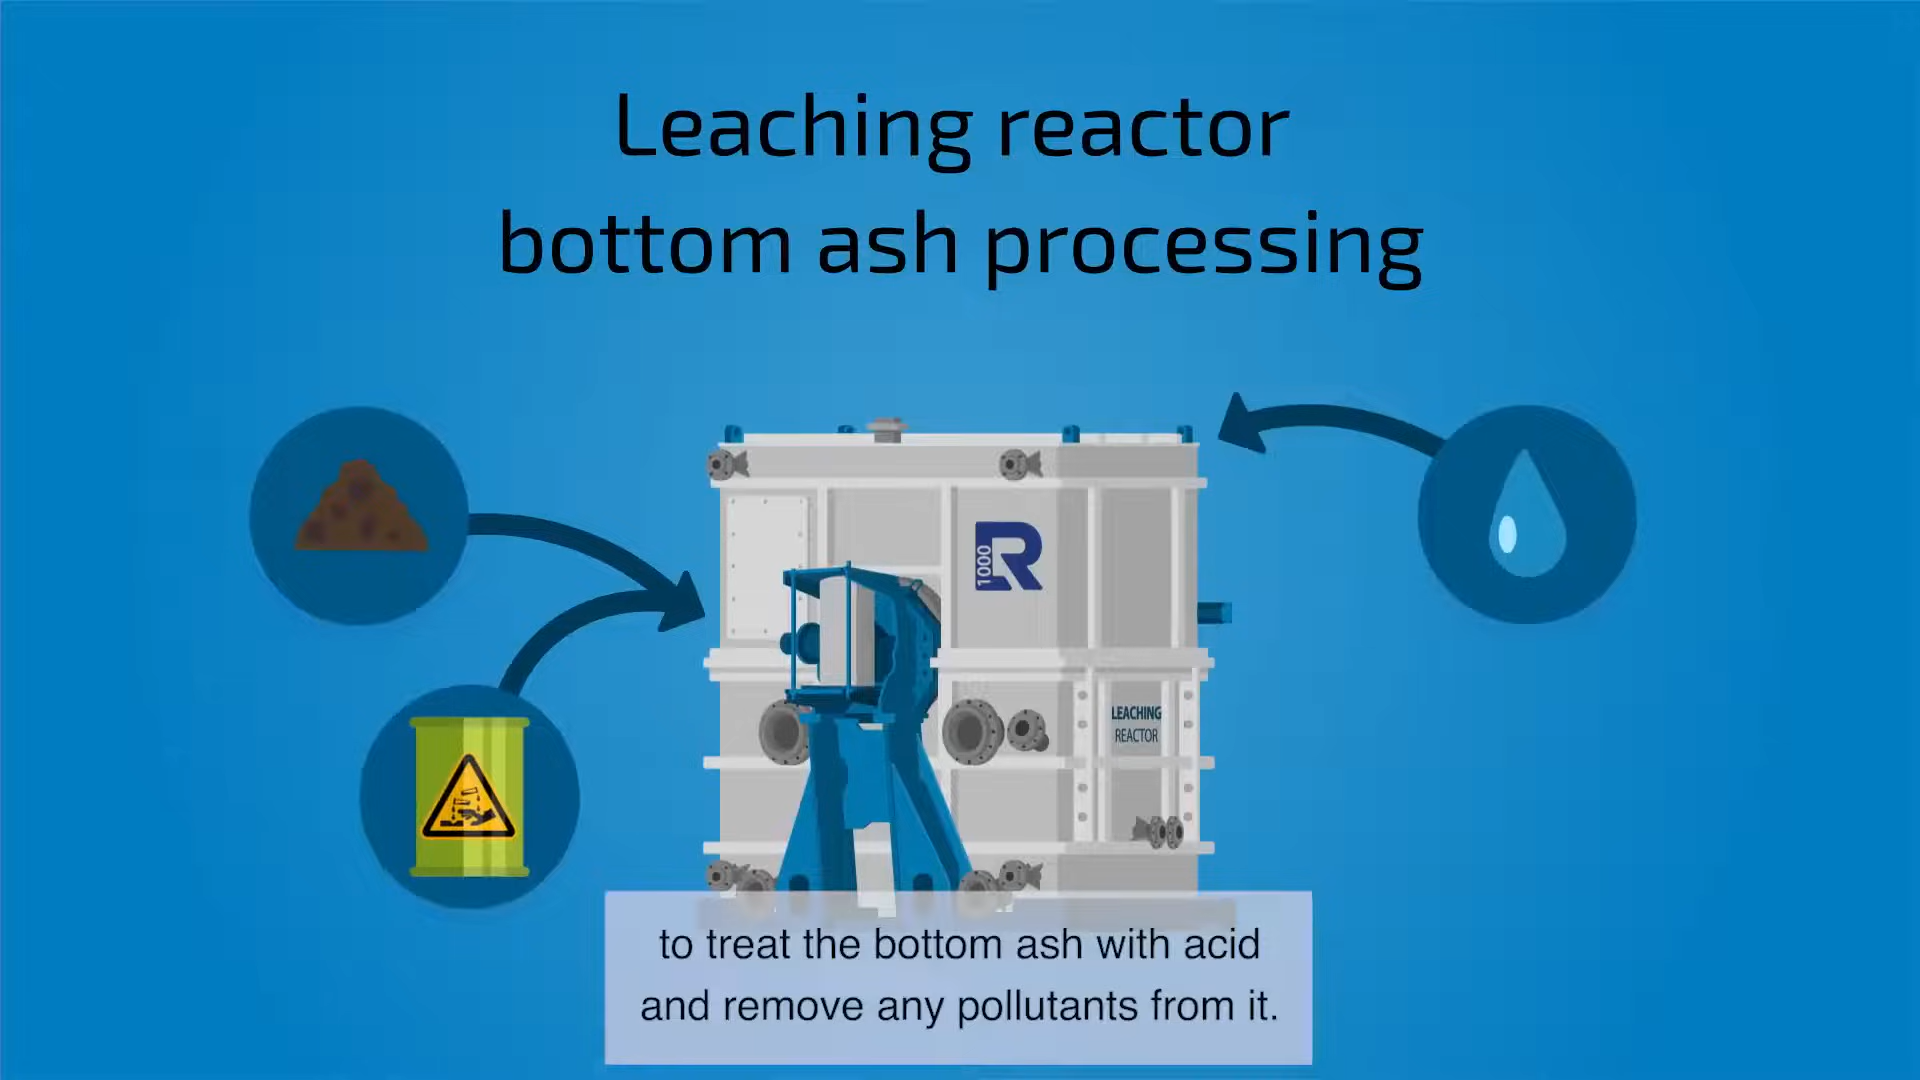 Leaching reactor
bottom ash processing
1000
R
LEACHING
REACTOR
to treat the bottom ash with acid
and remove any pollutants from it.